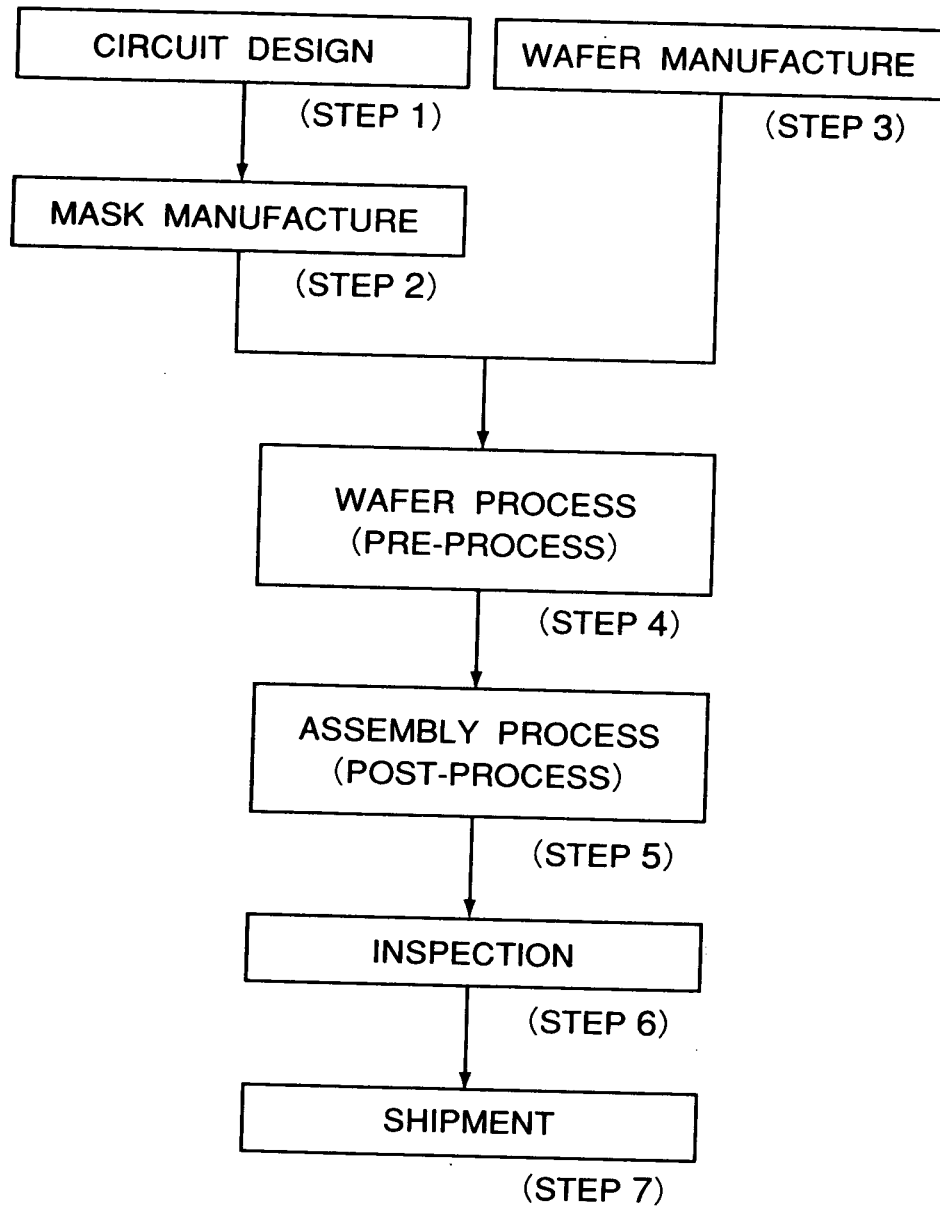 CIRCUIT DESIGN
(STEP 1)
WAFER MANUFACTURE
(STEP 3)
MASK MANUFACTURE
(STEP 2)
WAFER PROCESS
(PRE-PROCESS)
(STEP 4)
ASSEMBLY PROCESS
(POST-PROCESS)
(STEP 5)
INSPECTION
(STEP 6)
SHIPMENT
(STEP 7)